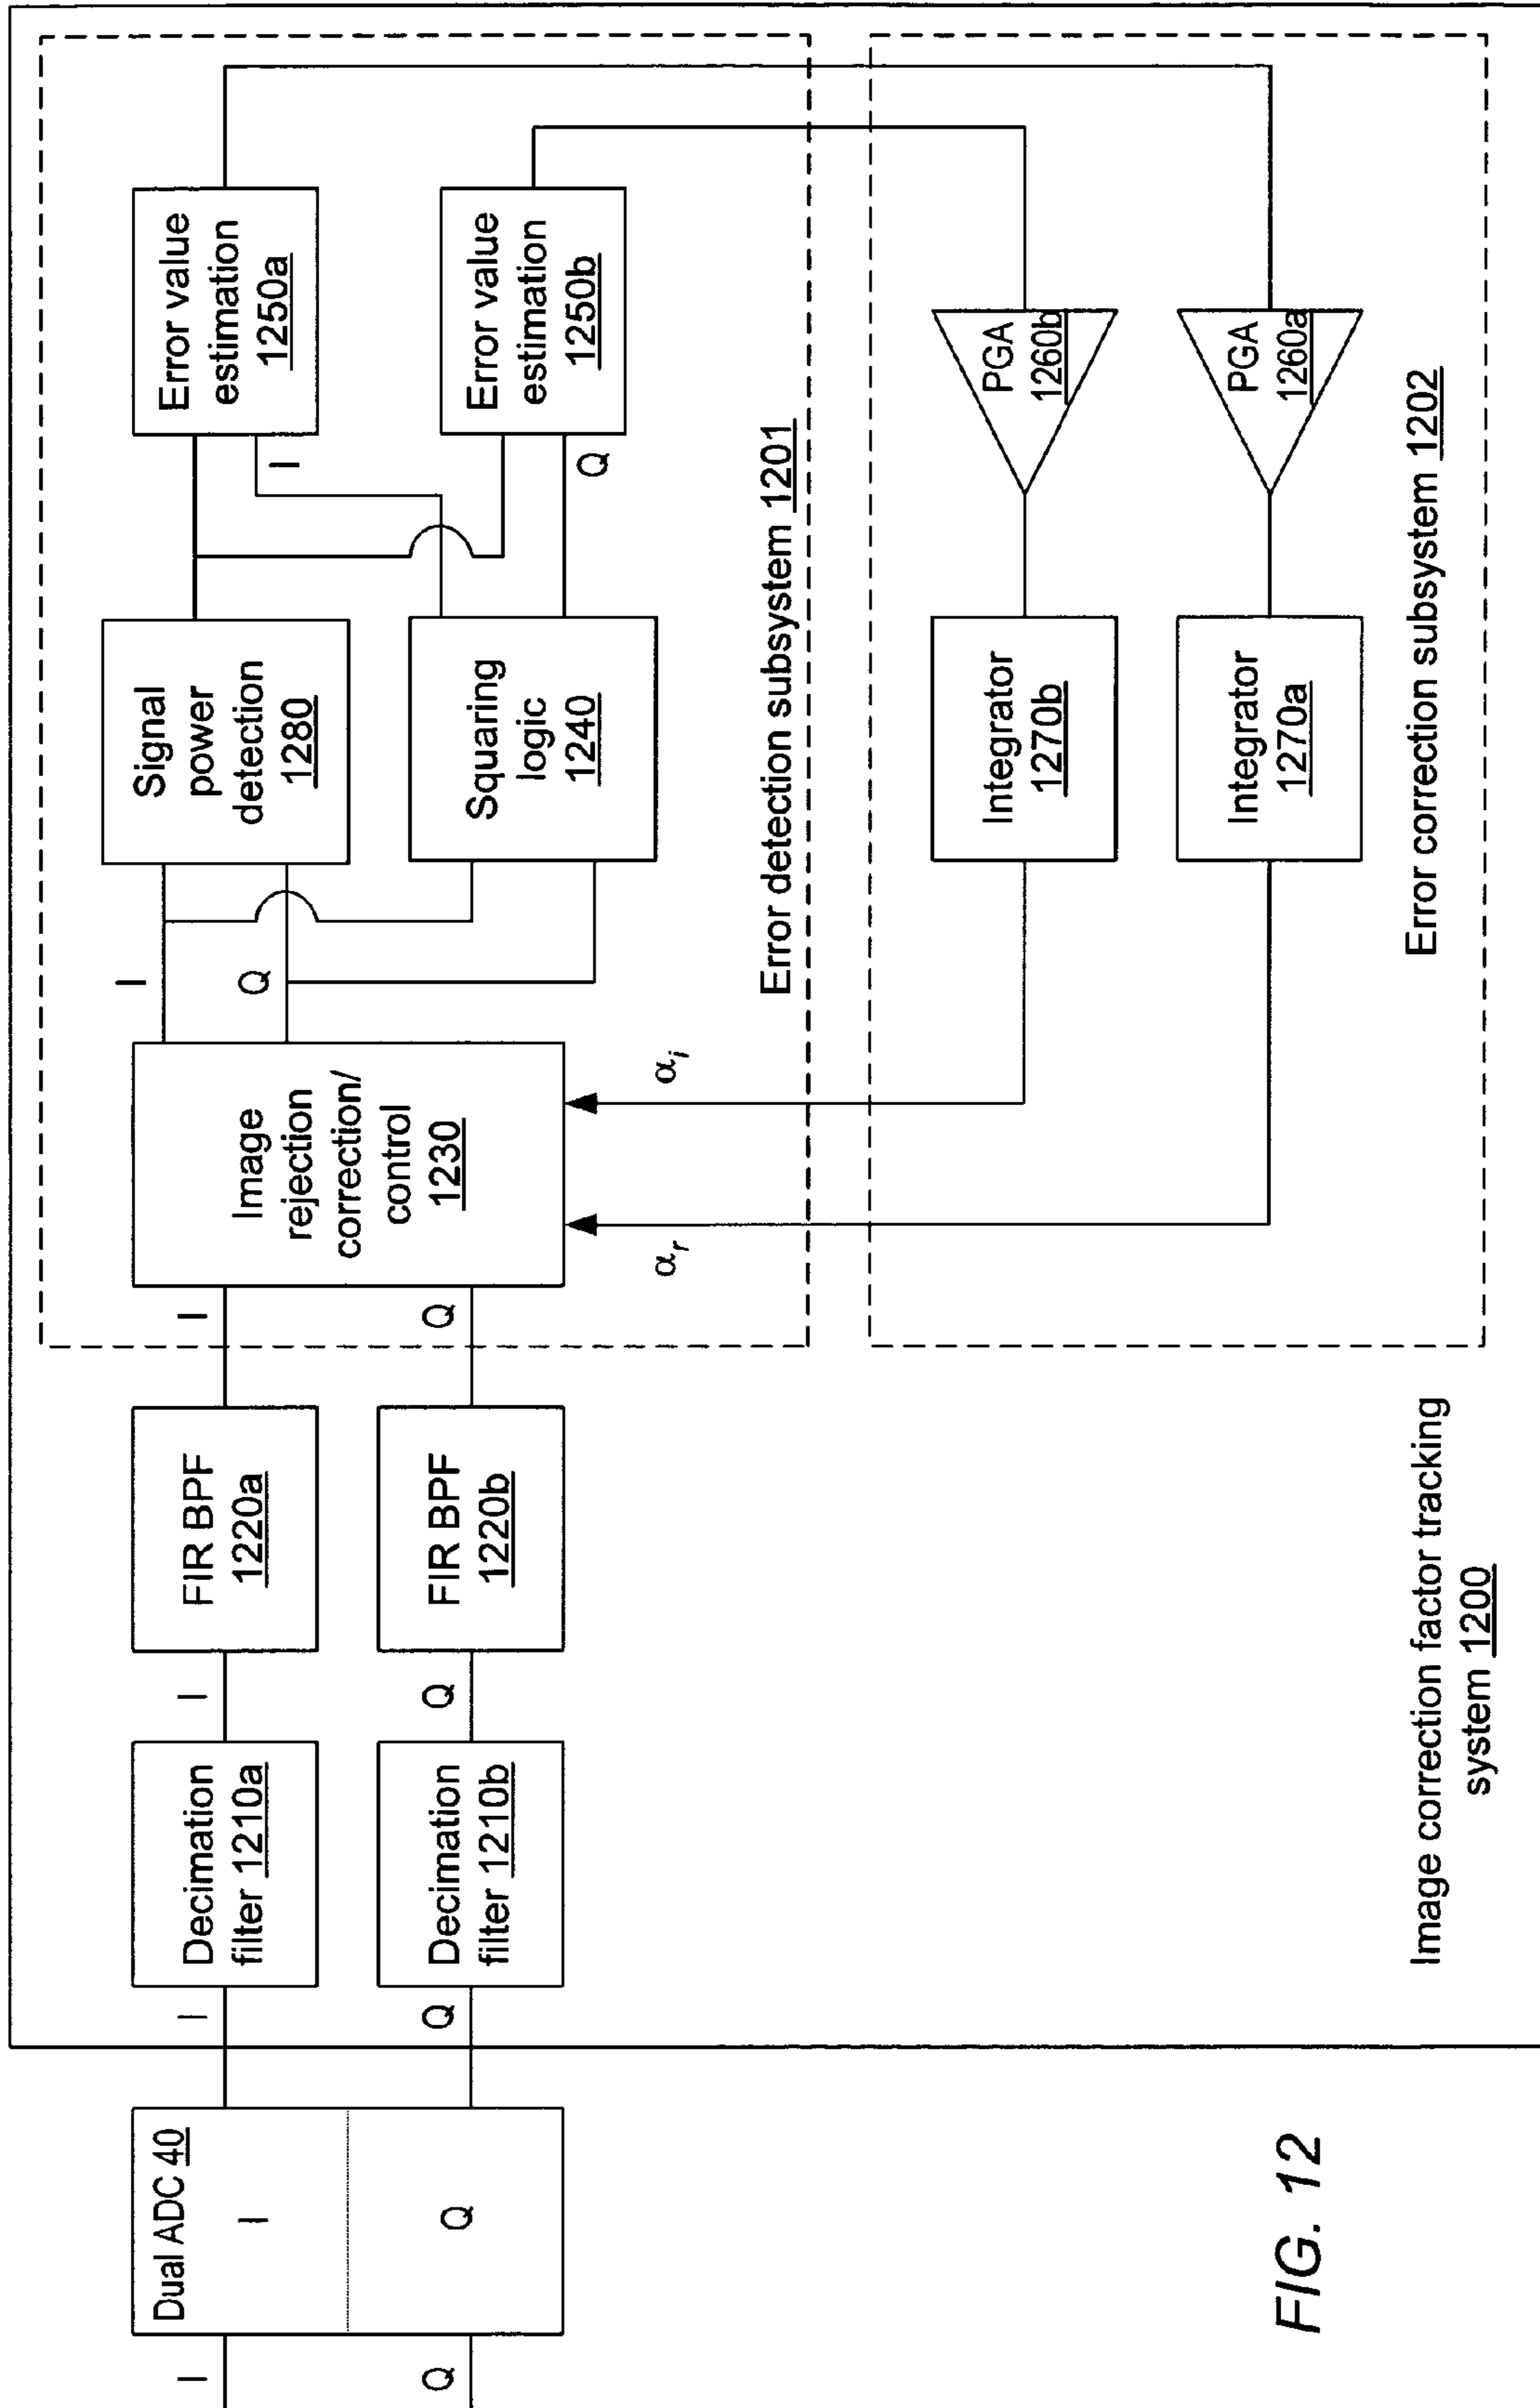 I
Q
Dual ADC 40
I
Q
I
Q
Decimation
filter 1210a
Decimation
filter 1210b
I
Q
FIR BPF
1220a
FIR BPF
1220b
I
Q
Image
rejection
correction/
control
1230
I
Q
Signal
power
detection
1280
Squaring
logic
1240
I
Q
Error value
estimation
1250a
Error value
estimation
1250b
Error detection subsystem 1201
αr
αi
Integrator
1270b
PGA
1260b
Integrator
1270a
PGA
1260a
Error correction subsystem 1202
Image correction factor tracking
system 1200
FIG. 12